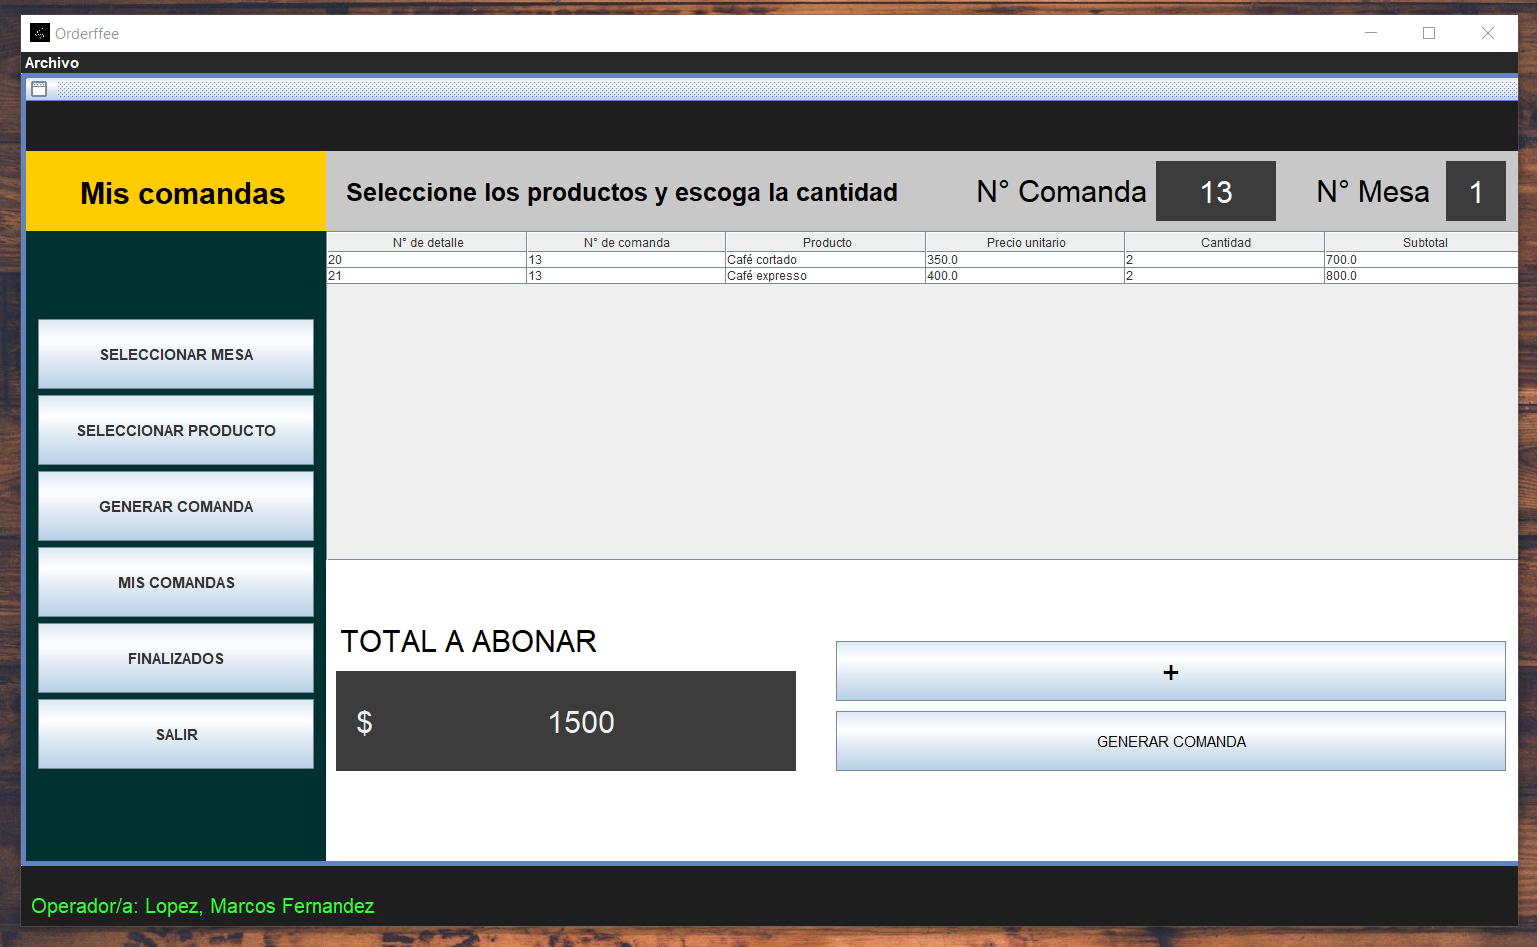 Orderffee
Archivo
Mis comandas
Seleccione los productos y escoga la cantidad
N° Comanda 13 N° Mesa 1
N° de detalle N° de comanda Producto Precio unitario Cantidad Subtotal
20 13 Café cortado 350.0 2 700.0
21 13 Café expresso 400.0 2 800.0
SELECCIONAR MESA
SELECCIONAR PRODUCTO
GENERAR COMANDA
MIS COMANDAS
FINALIZADOS
SALIR
TOTAL A ABONAR
$ 1500
+
GENERAR COMANDA
Operador/a: Lopez, Marcos Fernandez